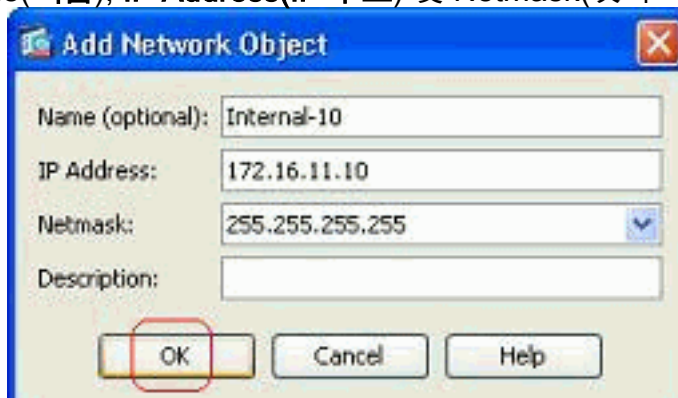 Add Network Object
Name (optional): Internal-10
IP Address: 172.16.11.10
Netmask: 255.255.255.255
Description:
OK Cancel Help